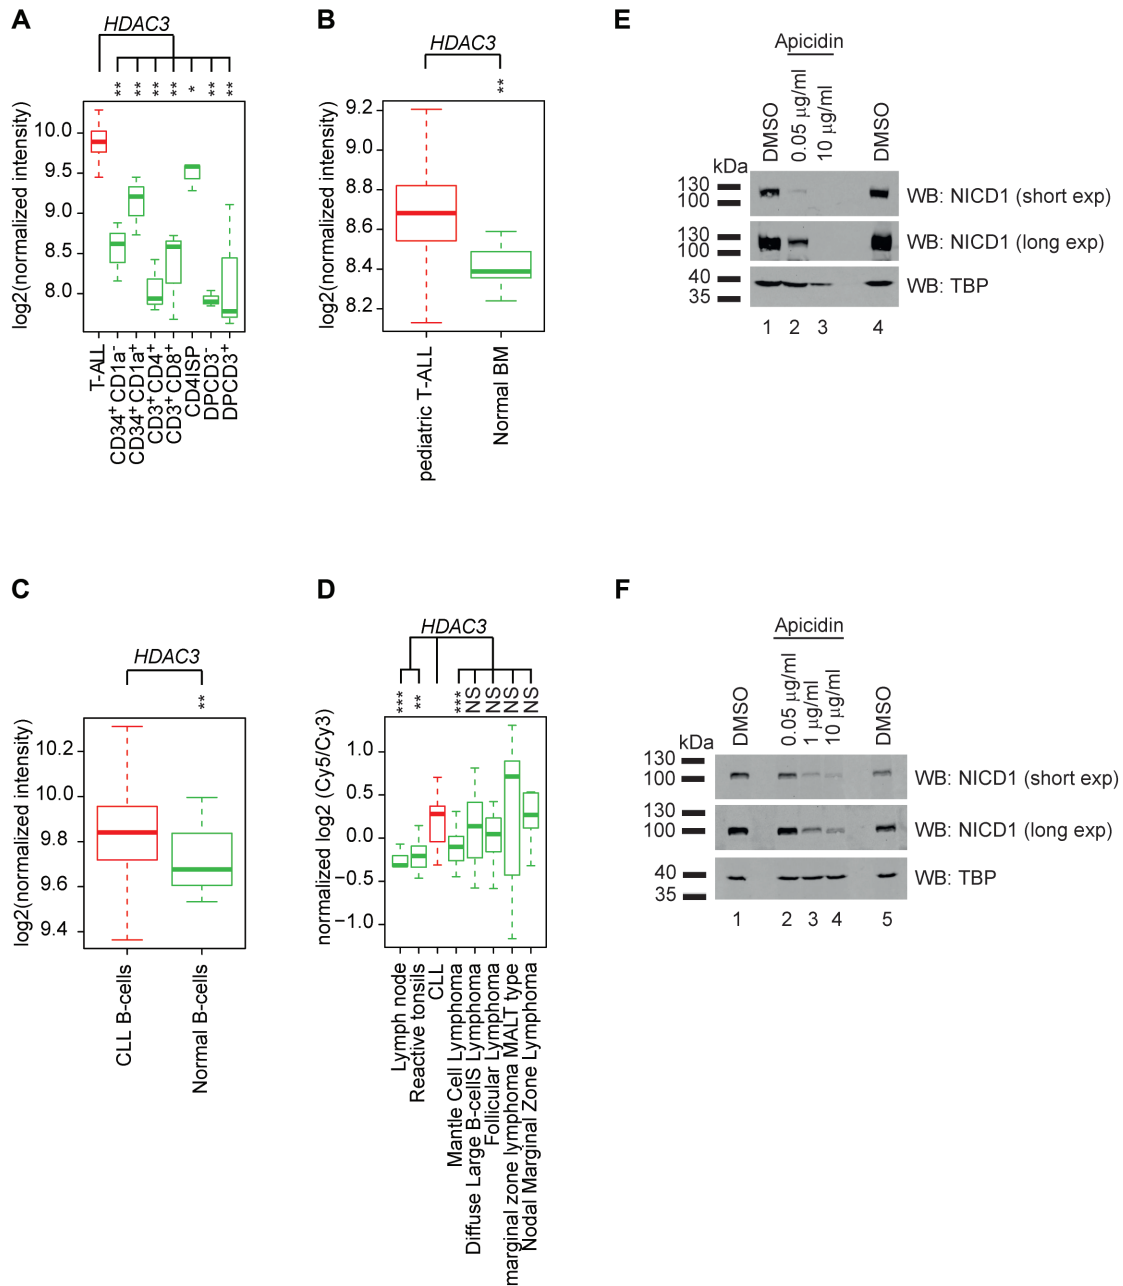 A
HDAC3
** ** ** ** * ** **
log2(normalized intensity)
10.0
9.5
9.0
8.5
8.0
T-ALL
CD34+ CD1a-
CD34+ CD1a+
CD3+ CD4+
CD3+ CD8+
CD4ISP
DPCD3-
DPCD3+
B
HDAC3
**
log2(normalized intensity)
9.2
9.0
8.8
8.6
8.4
8.2
pediatric T-ALL
Normal BM
E
Apicidin
DMSO
0.05 µg/ml
10 µg/ml
DMSO
kDa
130
100
WB: NICD1 (short exp)
130
100
WB: NICD1 (long exp)
40
35
WB: TBP
1 2 3 4
C
HDAC3
**
log2(normalized intensity)
10.2
10.0
9.8
9.6
9.4
CLL B-cells
Normal B-cells
D
HDAC3
*** ** *** NS NS NS NS
normalized log2 (Cy5/Cy3)
1.0
0.5
0.0
−0.5
−1.0
Lymph node
Reactive tonsils
CLL
Mantle Cell Lymphoma
Diffuse Large B-cellS Lymphoma
Follicular Lymphoma
marginal zone lymphoma MALT type
Nodal Marginal Zone Lymphoma
F
Apicidin
DMSO
0.05 µg/ml
1 µg/ml
10 µg/ml
DMSO
kDa
130
100
WB: NICD1 (short exp)
130
100
WB: NICD1 (long exp)
40
35
WB: TBP
1 2 3 4 5